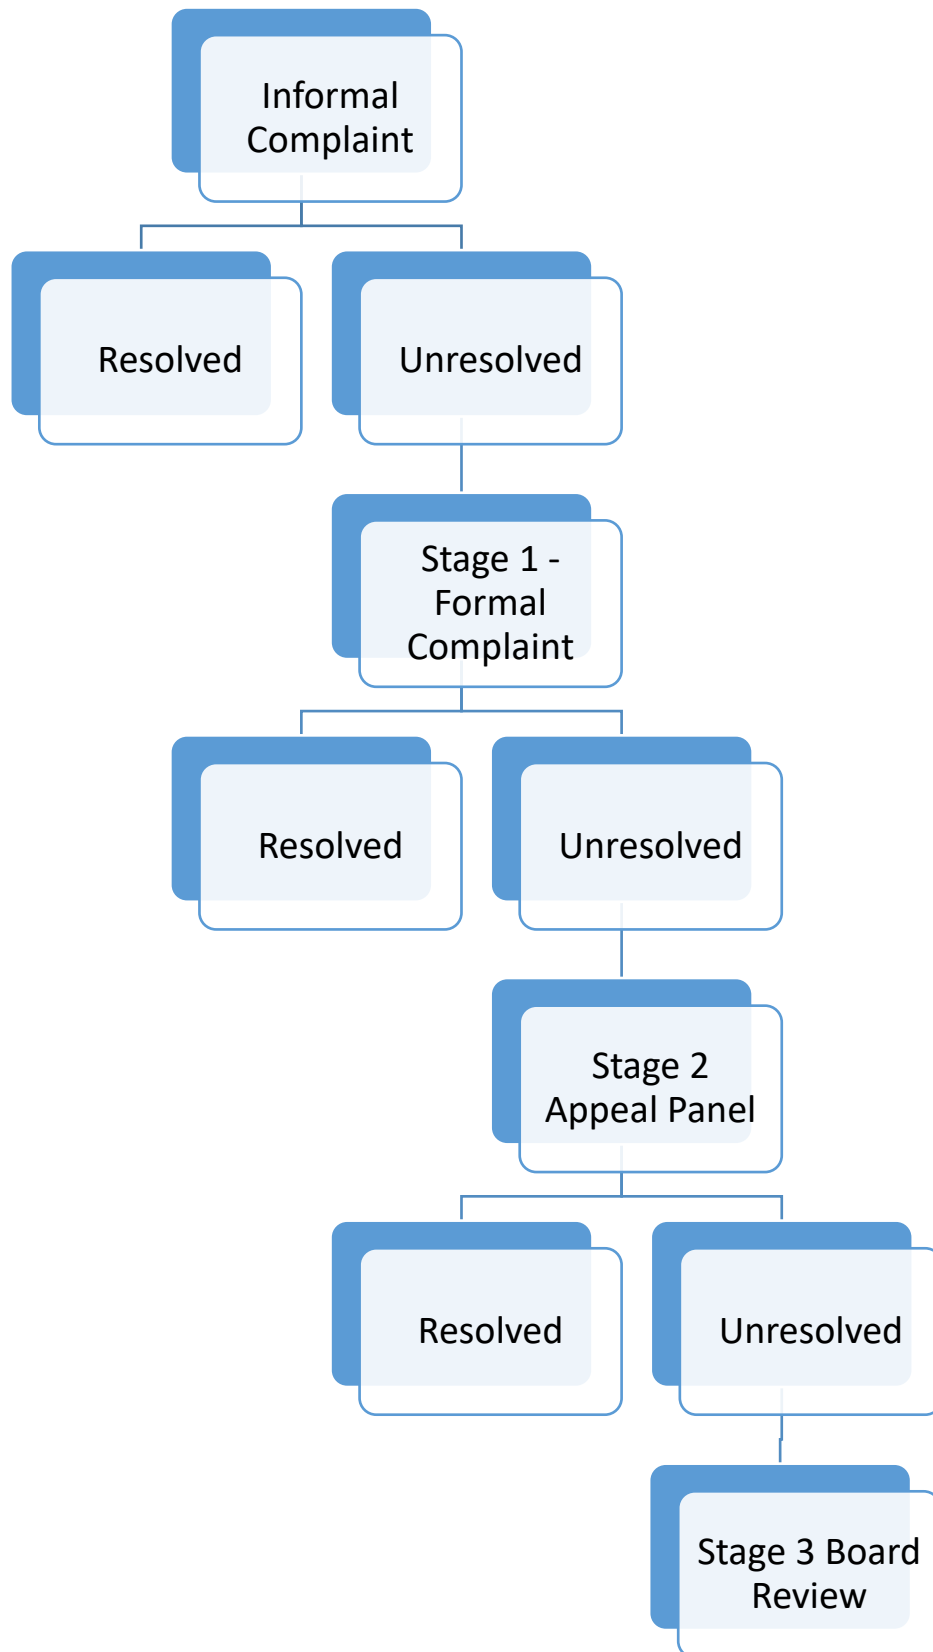 Informal
Complaint
Resolved
Unresolved
Stage 1 -
Formal
Complaint
Resolved
Unresolved
Stage 2
Appeal Panel
Resolved
Unresolved
Stage 3 Board
Review